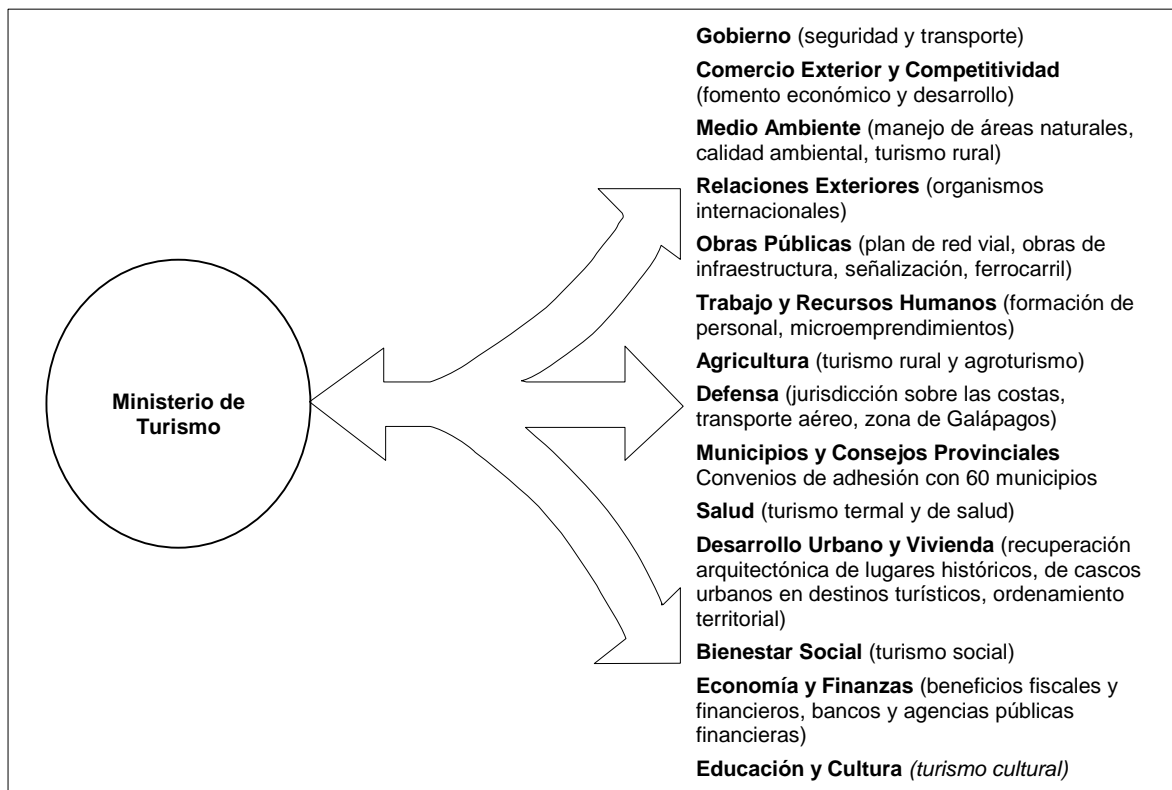 Gobierno (seguridad y transporte)
Comercio Exterior y Competitividad
(fomento económico y desarrollo)
Medio Ambiente (manejo de áreas naturales,
calidad ambiental, turismo rural)
Relaciones Exteriores (organismos
internacionales)
Obras Públicas (plan de red vial, obras de
infraestructura, señalización, ferrocarril)
Trabajo y Recursos Humanos (formación de
personal, microemprendimientos)
Agricultura (turismo rural y agroturismo)
Ministerio de
Turismo
Defensa (jurisdicción sobre las costas,
transporte aéreo, zona de Galápagos)
Municipios y Consejos Provinciales
Convenios de adhesión con 60 municipios
Salud (turismo termal y de salud)
Desarrollo Urbano y Vivienda (recuperación
arquitectónica de lugares históricos, de cascos
urbanos en destinos turísticos, ordenamiento
territorial)
Bienestar Social (turismo social)
Economía y Finanzas (beneficios fiscales y
financieros, bancos y agencias públicas
financieras)
Educación y Cultura (turismo cultural)